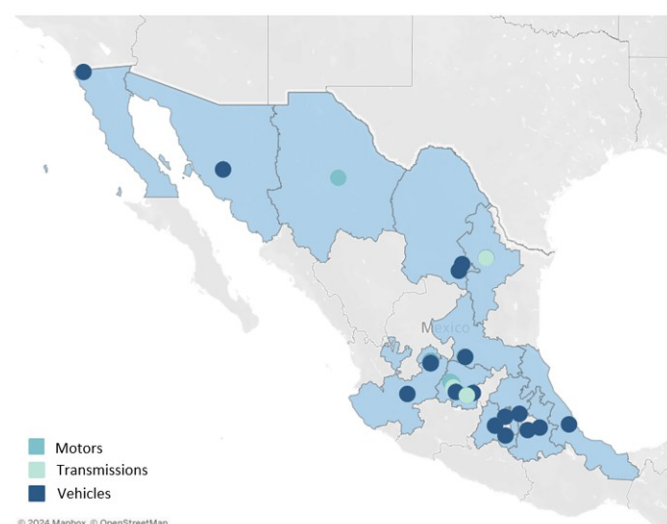 Mexico
Motors
Transmissions
Vehicles
© 2024 Mapbox © OpenStreetMap